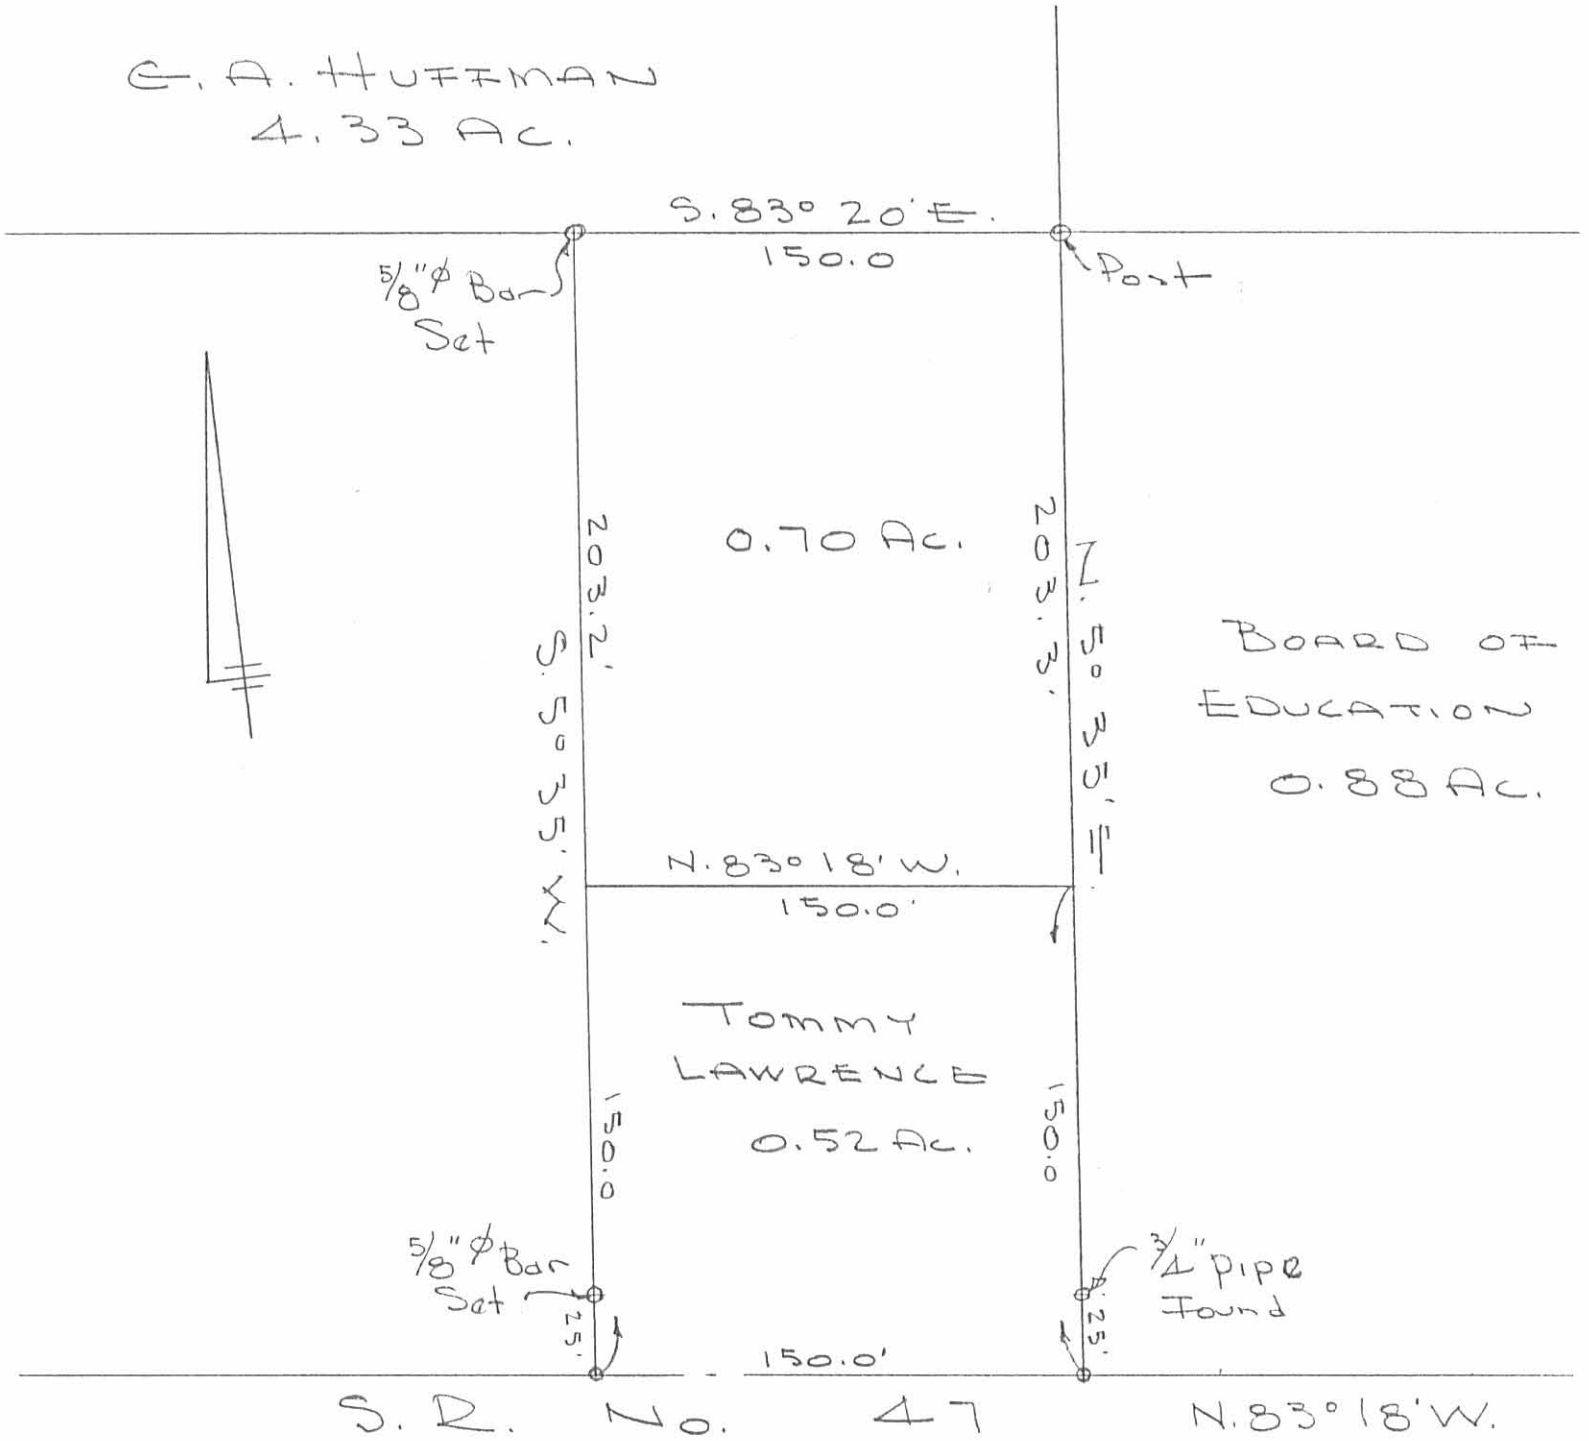 G. A. HUFFMAN
4.33 AC.
S. 83° 20' E.
150.0
5/8" φ Bar
Set
Post
0.70 Ac.
203.2'
S. 5° 35' W.
203.3'
N. 5° 35' E.
BOARD OF
EDUCATION
0.88 Ac.
N. 83° 18' W.
150.0'
TOMMY
LAWRENCE
0.52 Ac.
150.0
150.0
5/8" φ Bar
Set
3/4" pipe
Found
25'
25'
150.0'
S. R. No. 47 N. 83° 18' W.